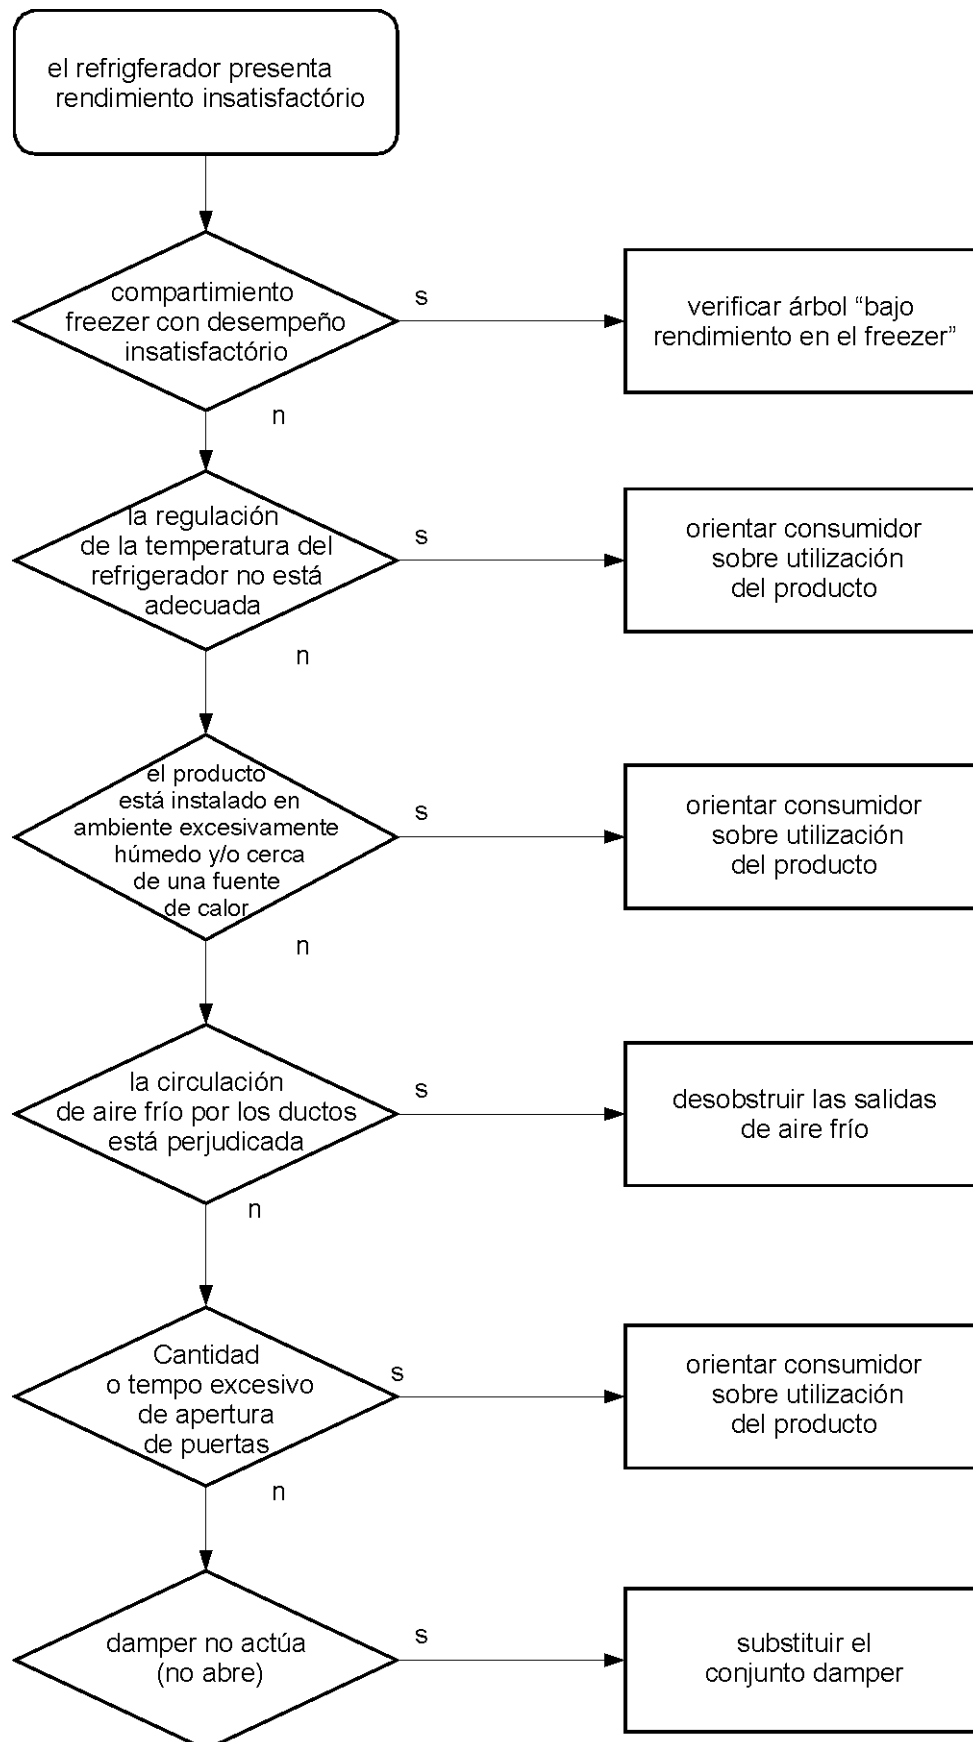 el refrigferador presenta
rendimiento insatisfactório
compartimiento
freezer con desempeño
insatisfactório
s
verificar árbol “bajo
rendimiento en el freezer”
n
la regulación
de la temperatura del
refrigerador no está
adecuada
s
orientar consumidor
sobre utilización
del producto
n
el producto
está instalado en
ambiente excesivamente
húmedo y/o cerca
de una fuente
de calor
s
orientar consumidor
sobre utilización
del producto
n
la circulación
de aire frío por los ductos
está perjudicada
s
desobstruir las salidas
de aire frío
n
Cantidad
o tempo excesivo
de apertura
de puertas
s
orientar consumidor
sobre utilización
del producto
n
damper no actúa
(no abre)
s
substituir el
conjunto damper